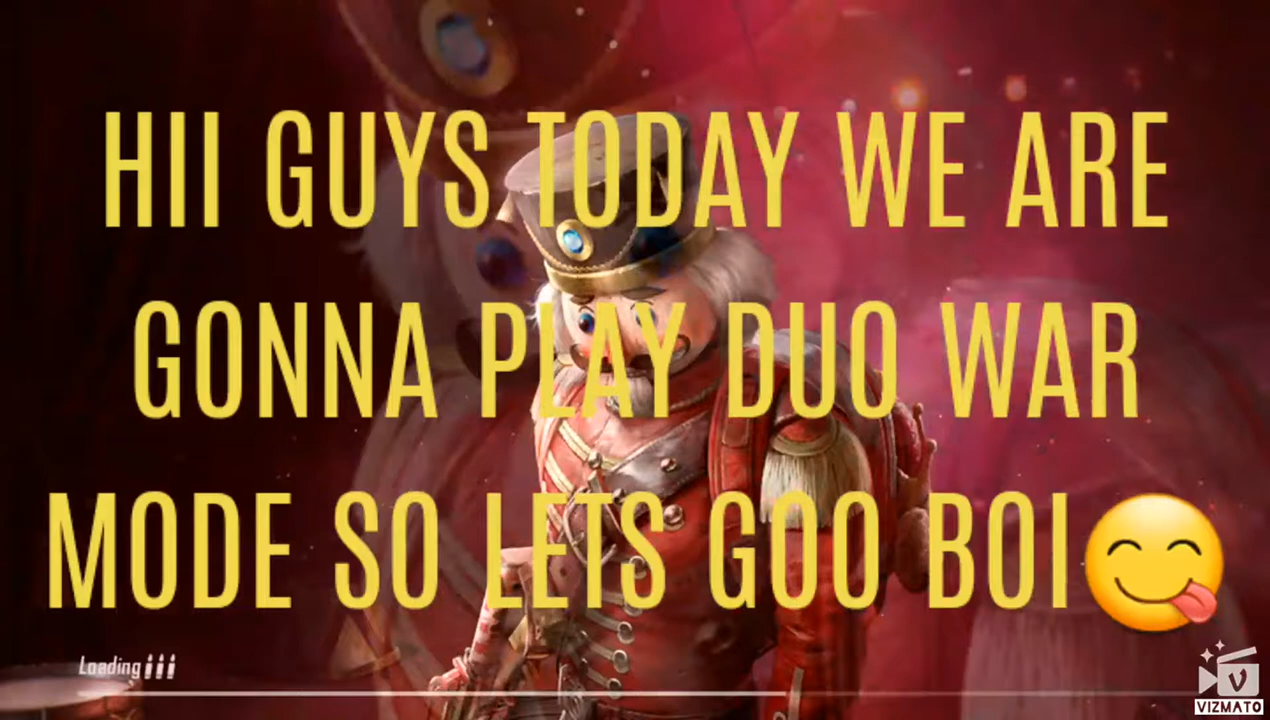 HII GUYS TODAY WE ARE
GONNA PLAY DUO WAR
MODE SO LETS GOO BOI😋
Loading
VIZMATO